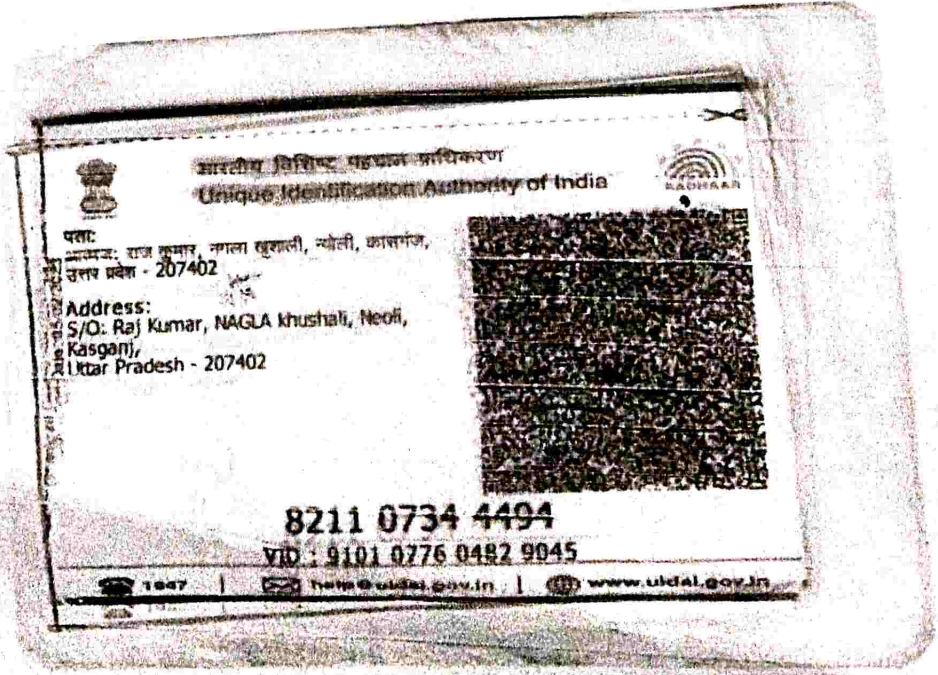 भारतीय विशिष्ट पहचान प्राधिकरण
Unique Identification Authority of India
AADHAAR
पता:
आत्मज: राज कुमार, नगला खुशाली, न्योली, कासगंज,
उत्तर प्रदेश - 207402
Address:
S/O: Raj Kumar, NAGLA khushali, Neoli,
Kasganj,
Uttar Pradesh - 207402
8211 0734 4494
VID : 9101 0776 0482 9045
1947 | help@uidai.gov.in | www.uidai.gov.in